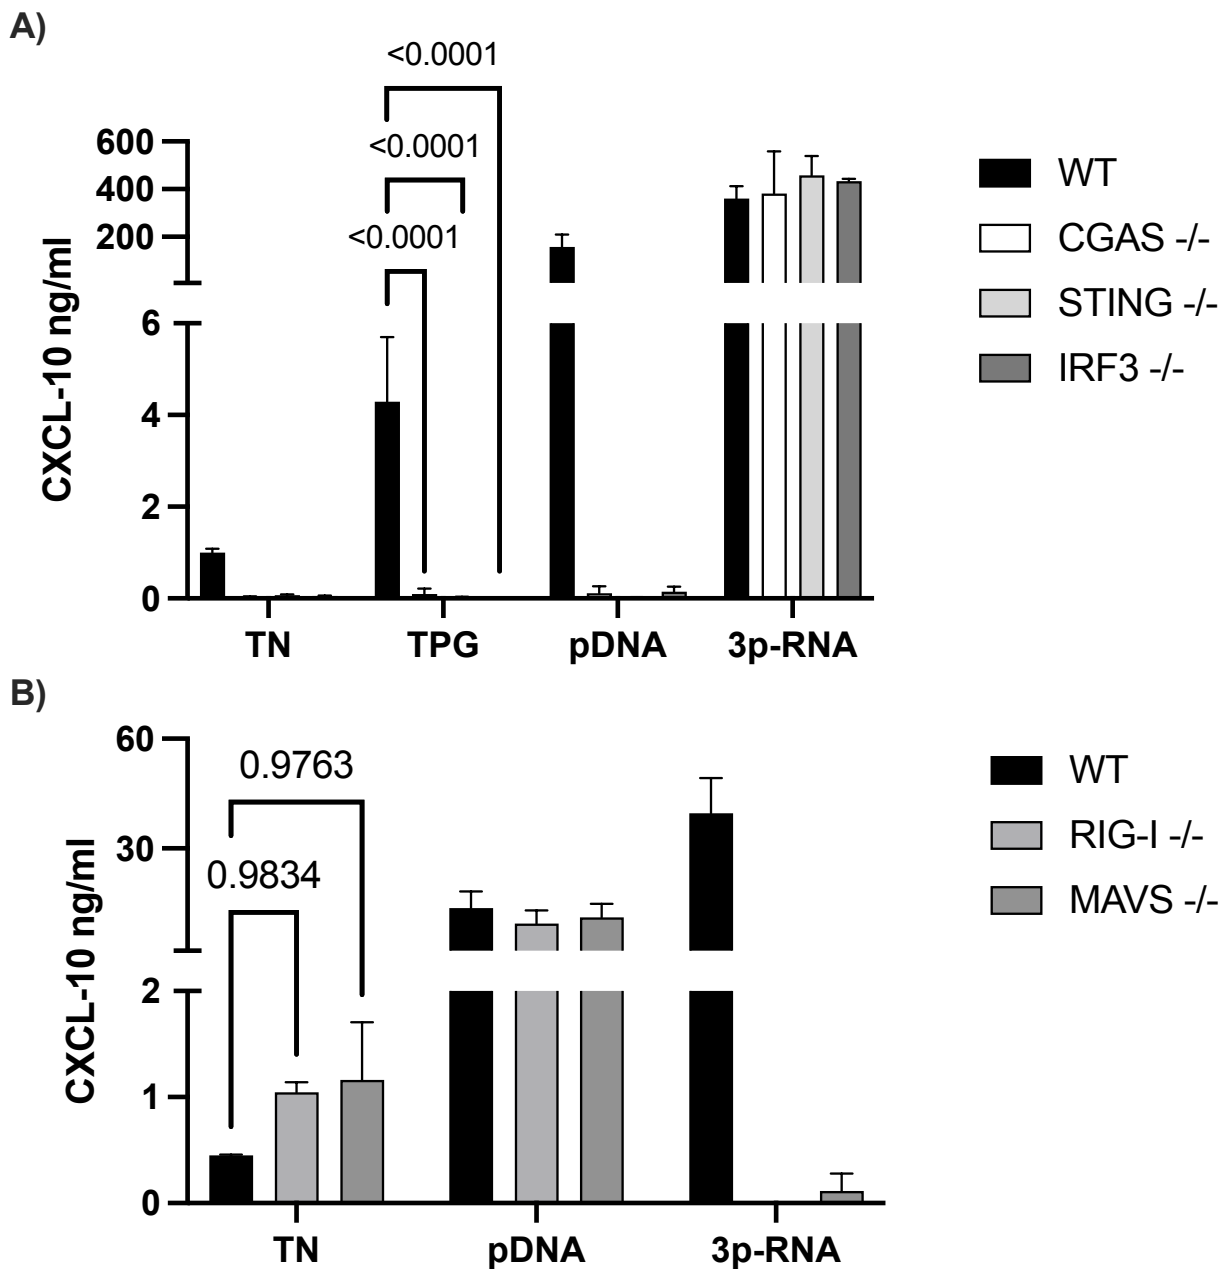 A)
<0.0001
<0.0001
<0.0001
600
400
200
6
4
2
0
CXCL-10 ng/ml
TN
TPG
pDNA
3p-RNA
WT
CGAS -/-
STING -/-
IRF3 -/-
B)
0.9763
0.9834
60
30
2
1
0
CXCL-10 ng/ml
TN
pDNA
3p-RNA
WT
RIG-I -/-
MAVS -/-